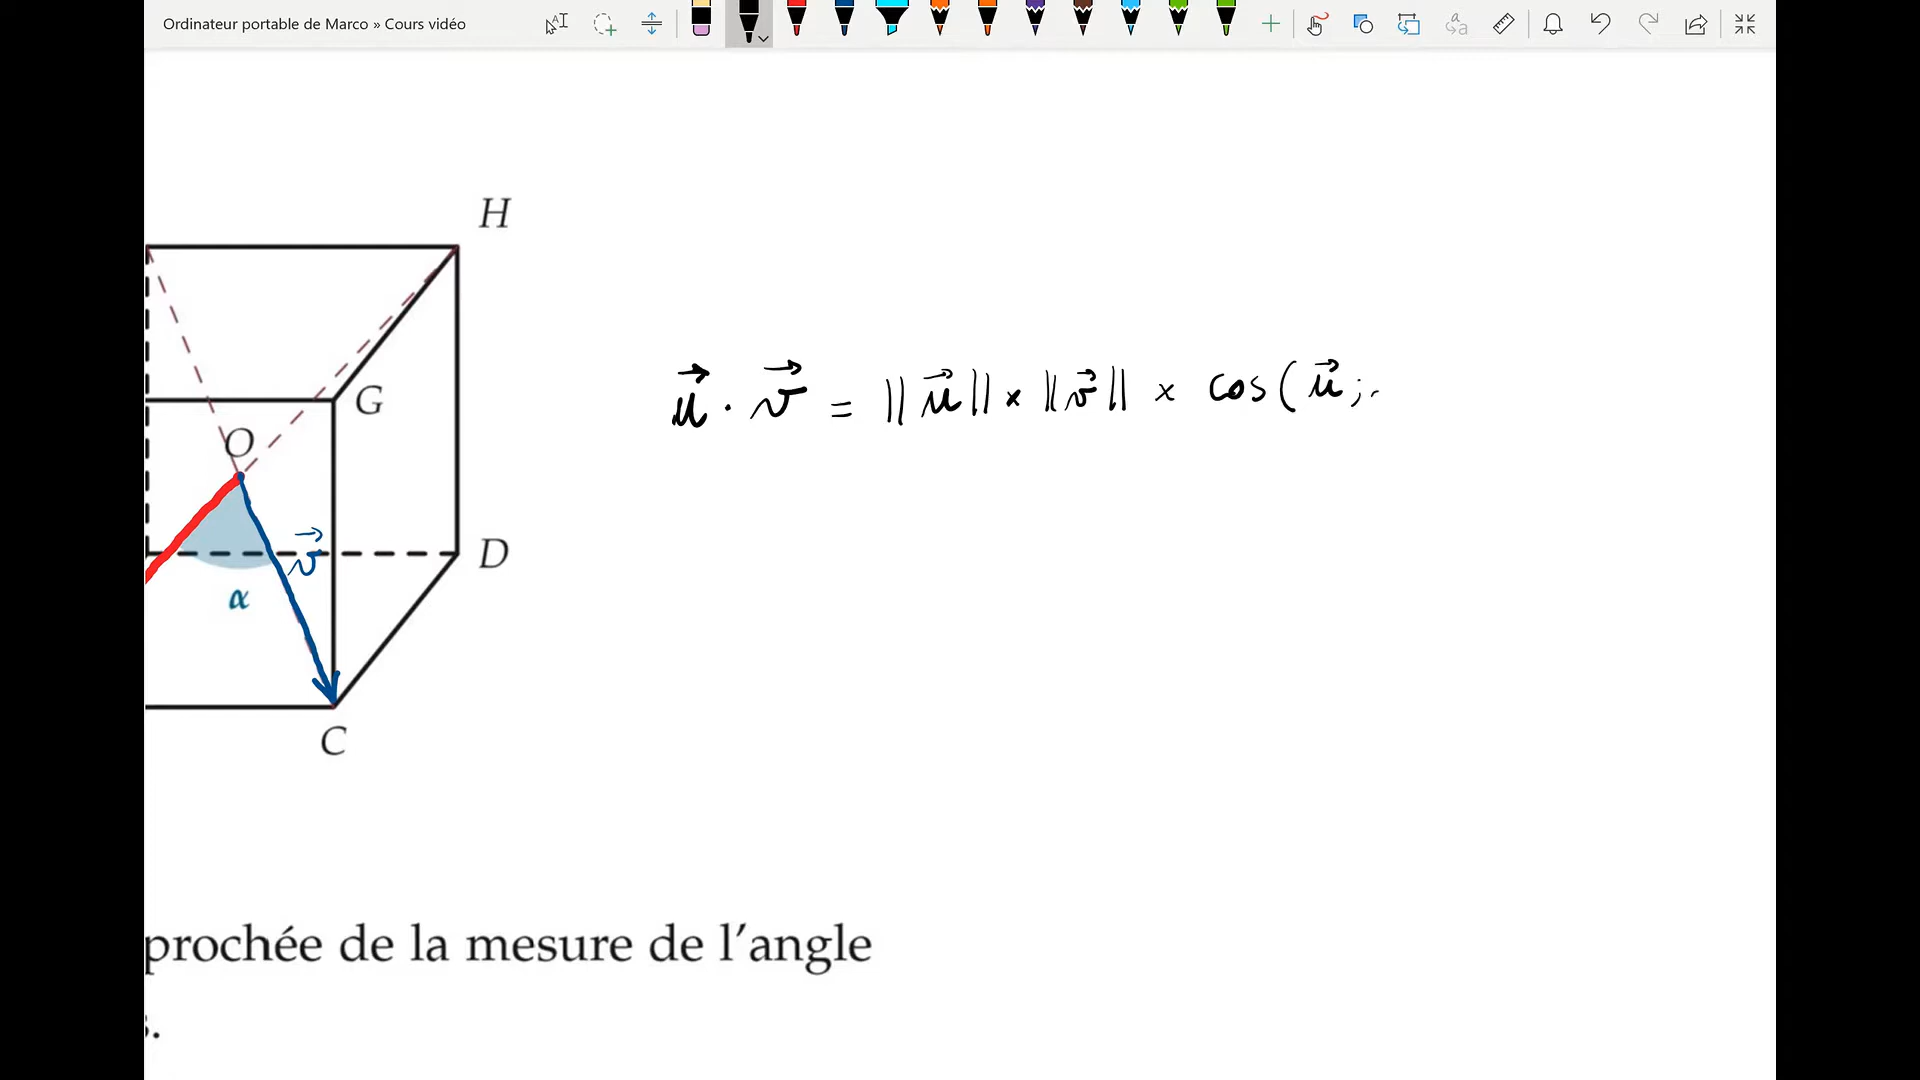 Ordinateur portable de Marco » Cours vidéo
H
G
O
D
v⃗
α
C
u⃗ · v⃗ = ||u⃗|| × ||v⃗|| × cos(u⃗ ;
prochée de la mesure de l’angle